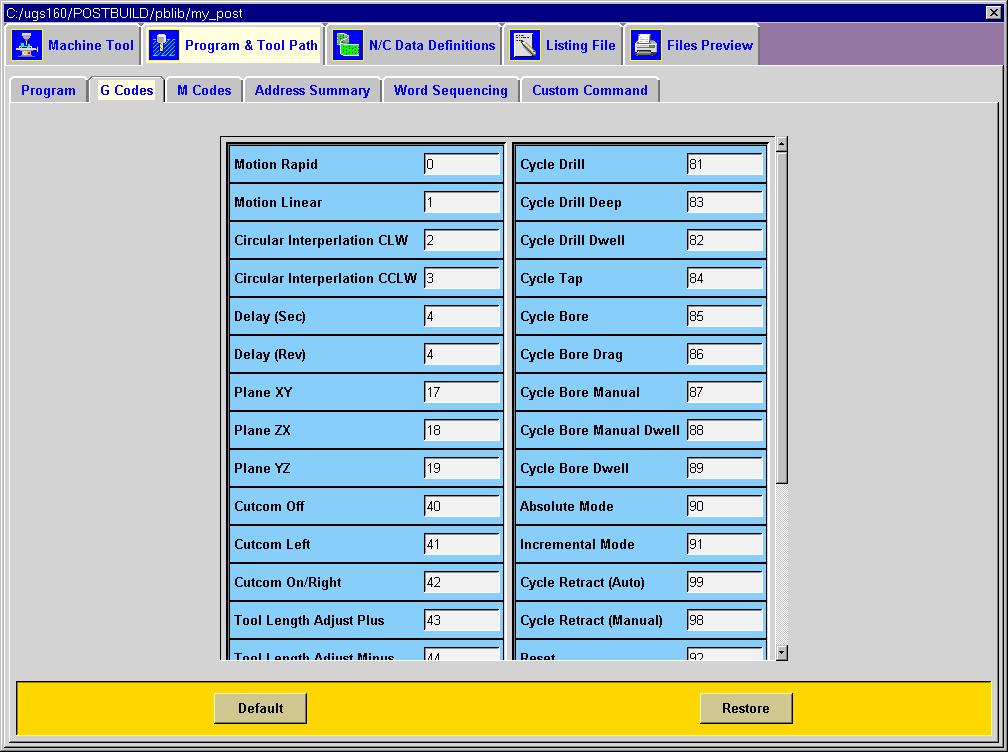 C:/ugs160/POSTBUILD/pblib/my_post
Machine Tool
Program & Tool Path
N/C Data Definitions
Listing File
Files Preview
Program
G Codes
M Codes
Address Summary
Word Sequencing
Custom Command
Motion Rapid 0
Motion Linear 1
Circular Interperlation CLW 2
Circular Interperlation CCLW 3
Delay (Sec) 4
Delay (Rev) 4
Plane XY 17
Plane ZX 18
Plane YZ 19
Cutcom Off 40
Cutcom Left 41
Cutcom On/Right 42
Tool Length Adjust Plus 43
Tool Length Adjust Minus 44
Cycle Drill 81
Cycle Drill Deep 83
Cycle Drill Dwell 82
Cycle Tap 84
Cycle Bore 85
Cycle Bore Drag 86
Cycle Bore Manual 87
Cycle Bore Manual Dwell 88
Cycle Bore Dwell 89
Absolute Mode 90
Incremental Mode 91
Cycle Retract (Auto) 99
Cycle Retract (Manual) 98
Reset 92
Default
Restore